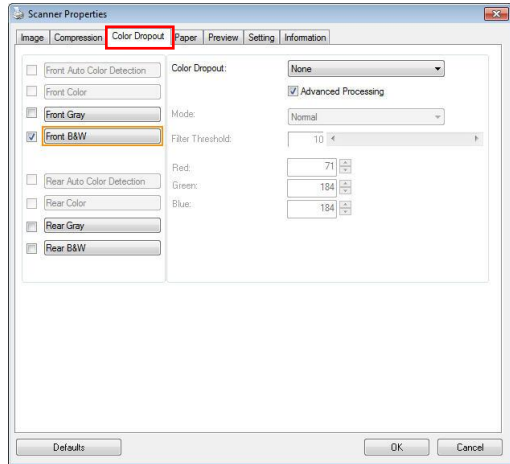 Scanner Properties
Image Compression Color Dropout Paper Preview Setting Information
Front Auto Color Detection
Front Color
Front Gray
Front B&W
Rear Auto Color Detection
Rear Color
Rear Gray
Rear B&W
Color Dropout: None
Advanced Processing
Mode: Normal
Filter Threshold: 10
Red: 71
Green: 184
Blue: 184
Defaults OK Cancel